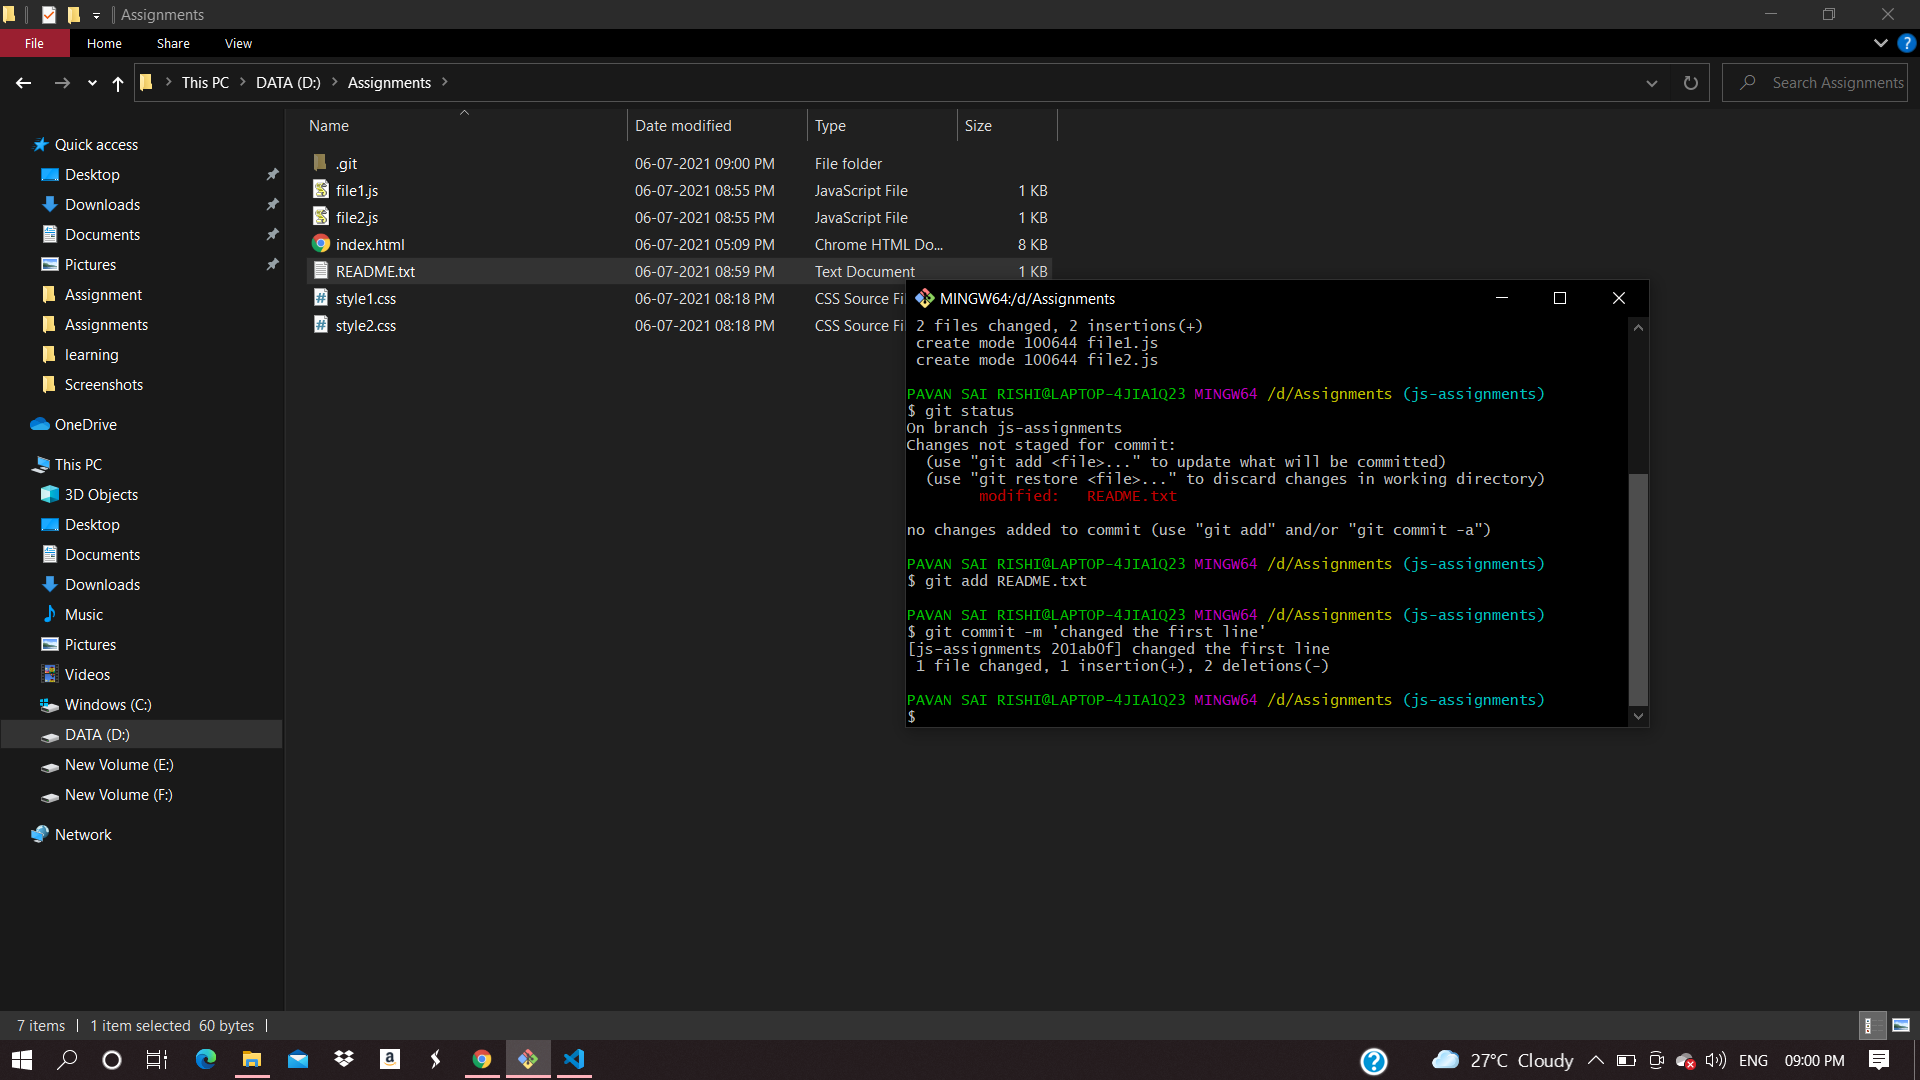 Assignments
File Home Share View
This PC DATA (D:) Assignments Search Assignments
Name Date modified Type Size
.git 06-07-2021 09:00 PM File folder
file1.js 06-07-2021 08:55 PM JavaScript File 1 KB
file2.js 06-07-2021 08:55 PM JavaScript File 1 KB
index.html 06-07-2021 05:09 PM Chrome HTML Do... 8 KB
README.txt 06-07-2021 08:59 PM Text Document 1 KB
style1.css 06-07-2021 08:18 PM CSS Source Fi
style2.css 06-07-2021 08:18 PM CSS Source Fi
Quick access
Desktop
Downloads
Documents
Pictures
Assignment
Assignments
learning
Screenshots
OneDrive
This PC
3D Objects
Desktop
Documents
Downloads
Music
Pictures
Videos
Windows (C:)
DATA (D:)
New Volume (E:)
New Volume (F:)
Network
MINGW64:/d/Assignments
2 files changed, 2 insertions(+)
create mode 100644 file1.js
create mode 100644 file2.js
PAVAN SAI RISHI@LAPTOP-4JIA1Q23 MINGW64 /d/Assignments (js-assignments)
$ git status
On branch js-assignments
Changes not staged for commit:
(use "git add <file>..." to update what will be committed)
(use "git restore <file>..." to discard changes in working directory)
modified: README.txt
no changes added to commit (use "git add" and/or "git commit -a")
PAVAN SAI RISHI@LAPTOP-4JIA1Q23 MINGW64 /d/Assignments (js-assignments)
$ git add README.txt
PAVAN SAI RISHI@LAPTOP-4JIA1Q23 MINGW64 /d/Assignments (js-assignments)
$ git commit -m 'changed the first line'
[js-assignments 201ab0f] changed the first line
1 file changed, 1 insertion(+), 2 deletions(-)
PAVAN SAI RISHI@LAPTOP-4JIA1Q23 MINGW64 /d/Assignments (js-assignments)
$
7 items 1 item selected 60 bytes
27°C Cloudy ENG 09:00 PM